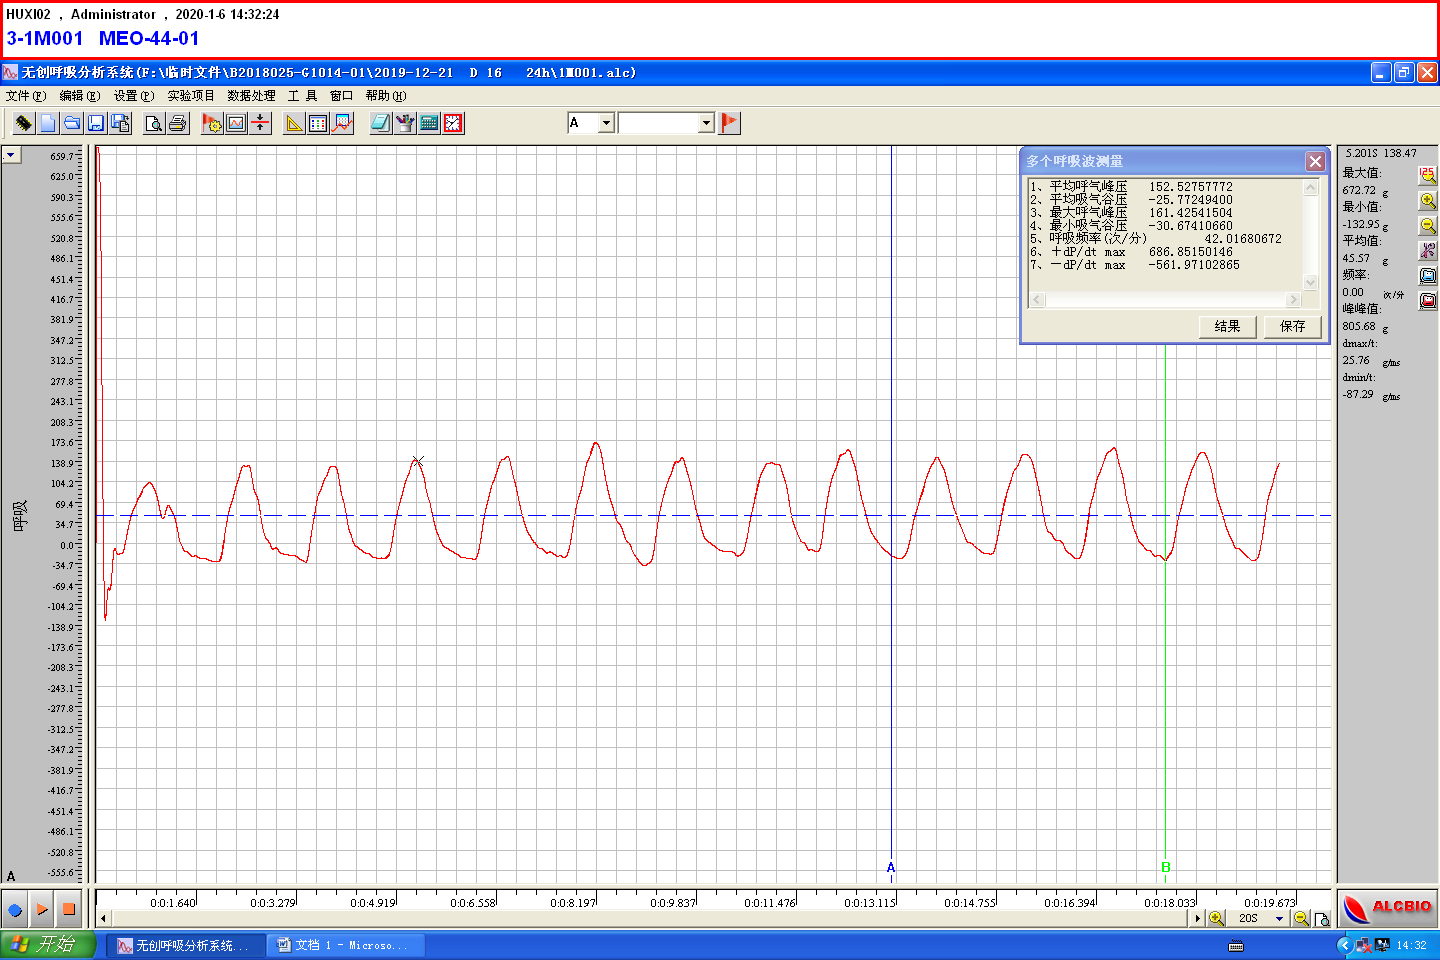 HUXI02 , Administrator , 2020-1-6 14:32:24
3-1M001 MEO-44-01
无创呼吸分析系统(F:\临时文件\B2018025-G1014-01\2019-12-21 D 16 24h\1M001.alc)
文件(F) 编辑(E) 设置(P) 实验项目 数据处理 工 具 窗口 帮助(H)
A
659.7
625.0
590.3
555.6
520.8
486.1
451.4
416.7
381.9
347.2
312.5
277.8
243.1
208.3
173.6
138.9
104.2
69.4
34.7
0.0
-34.7
-69.4
-104.2
-138.9
-173.6
-208.3
-243.1
-277.8
-312.5
-347.2
-381.9
-416.7
-451.4
-486.1
-520.8
-555.6
呼吸
A
多个呼吸波测量
1、平均呼气峰压 152.52757772
2、平均吸气谷压 -25.77249400
3、最大呼气峰压 161.42541504
4、最小吸气谷压 -30.67410660
5、呼吸频率(次/分) 42.01680672
6、＋dP/dt max 686.85150146
7、－dP/dt max -561.97102865
结果 保存
A
B
5.201S 138.47
最大值:
672.72 g
最小值:
-132.95 g
平均值:
45.57 g
频率:
0.00 次/分
峰峰值:
805.68 g
dmax/t:
25.76 g/ms
dmin/t:
-87.29 g/ms
125
0:0:1.640 0:0:3.279 0:0:4.919 0:0:6.558 0:0:8.197 0:0:9.837 0:0:11.476 0:0:13.115 0:0:14.755 0:0:16.394 0:0:18.033 0:0:19.673
20S
ALCBIO
开始 无创呼吸分析系统... 文档 1 - Microso... 14:32